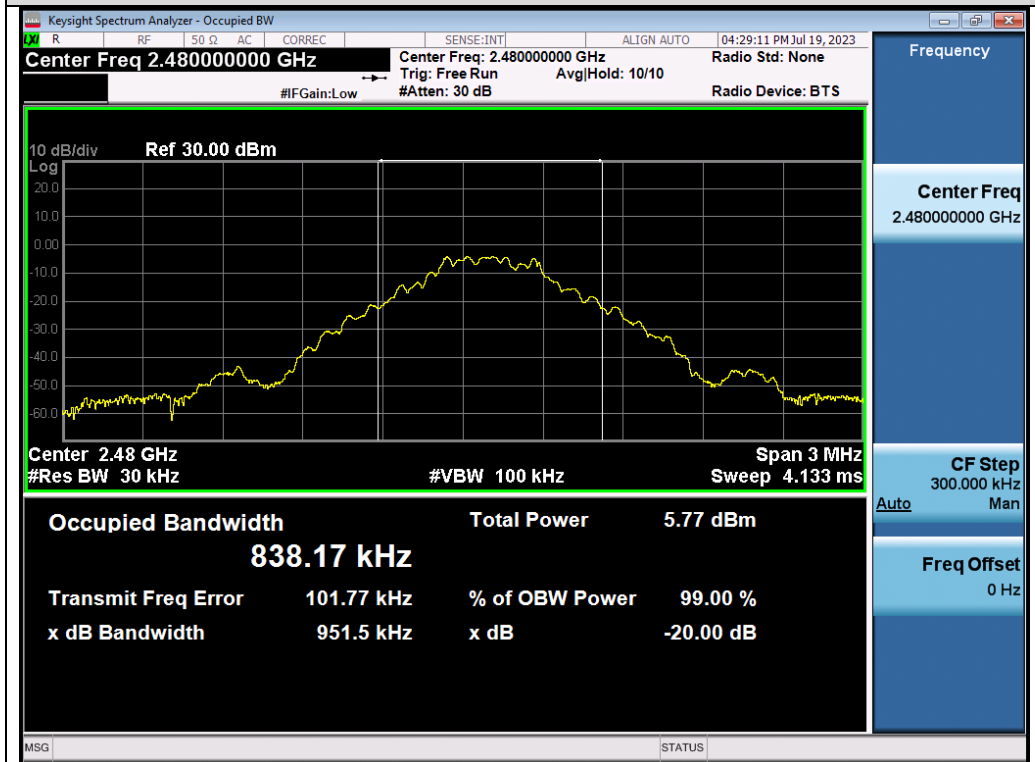 Keysight Spectrum Analyzer - Occupied BW
LXI R RF 50 Ω AC CORREC SENSE:INT ALIGN AUTO 04:29:11 PM Jul 19, 2023
Center Freq 2.480000000 GHz
Center Freq: 2.480000000 GHz Radio Std: None
Trig: Free Run Avg|Hold: 10/10
#IFGain:Low #Atten: 30 dB Radio Device: BTS
10 dB/div Ref 30.00 dBm
Log
20.0
10.0
0.00
-10.0
-20.0
-30.0
-40.0
-50.0
-60.0
Center 2.48 GHz Span 3 MHz
#Res BW 30 kHz #VBW 100 kHz Sweep 4.133 ms
Occupied Bandwidth Total Power 5.77 dBm
838.17 kHz
Transmit Freq Error 101.77 kHz % of OBW Power 99.00 %
x dB Bandwidth 951.5 kHz x dB -20.00 dB
MSG STATUS
Frequency
Center Freq
2.480000000 GHz
CF Step
300.000 kHz
Auto Man
Freq Offset
0 Hz